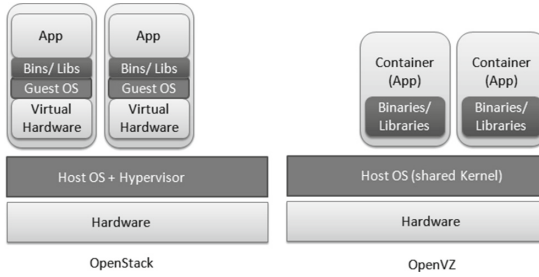 App
Bins/ Libs
Guest OS
Virtual
Hardware
App
Bins/ Libs
Guest OS
Virtual
Hardware
Host OS + Hypervisor
Hardware
OpenStack
Container
(App)
Binaries/
Libraries
Container
(App)
Binaries/
Libraries
Host OS (shared Kernel)
Hardware
OpenVZ